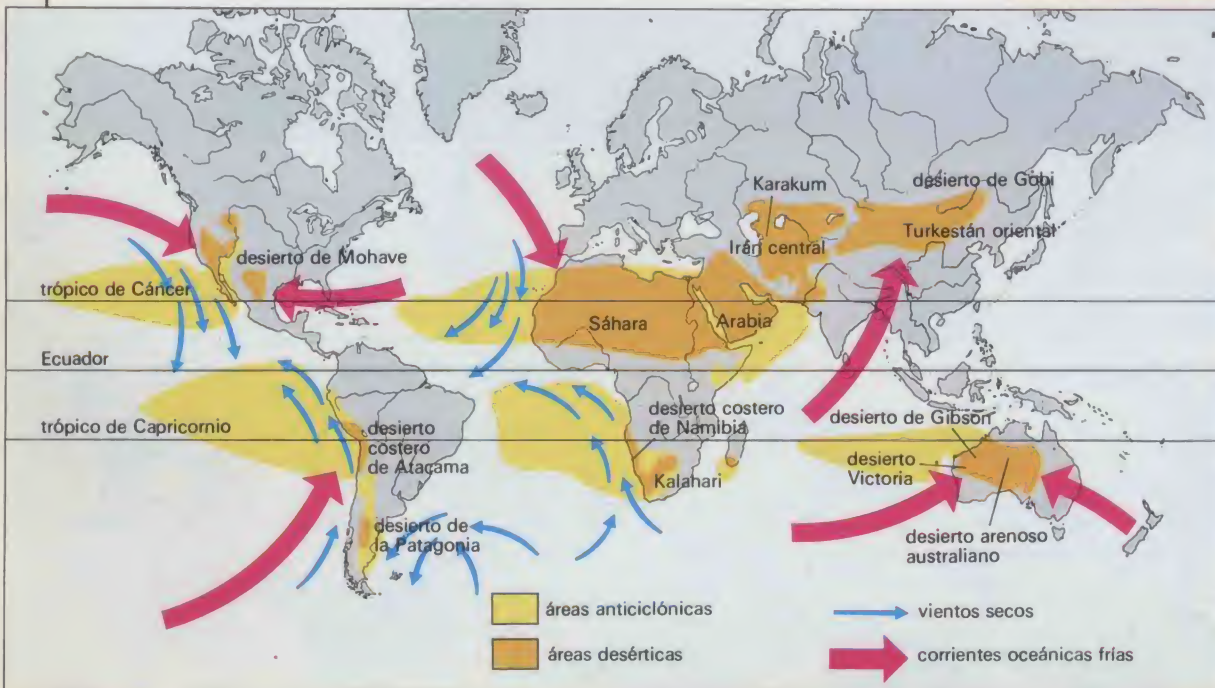 Karakum
desierto de Gobi
Turkestán oriental
Irán central
desierto de Mohave
trópico de Cáncer
Sáhara
Arabia
Ecuador
trópico de Capricornio
desierto
costero
de Atacama
desierto costero
de Namibia
desierto de Gibson
desierto
Victoria
Kalahari
desierto de
la Patagonia
desierto arenoso
australiano
áreas anticiclónicas
vientos secos
áreas desérticas
corrientes oceánicas frías